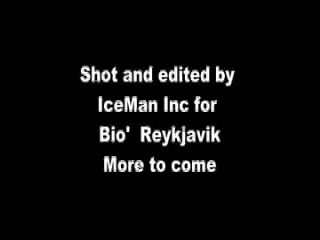 Shot and edited by
IceMan Inc for
Bio'  Reykjavik
More to come